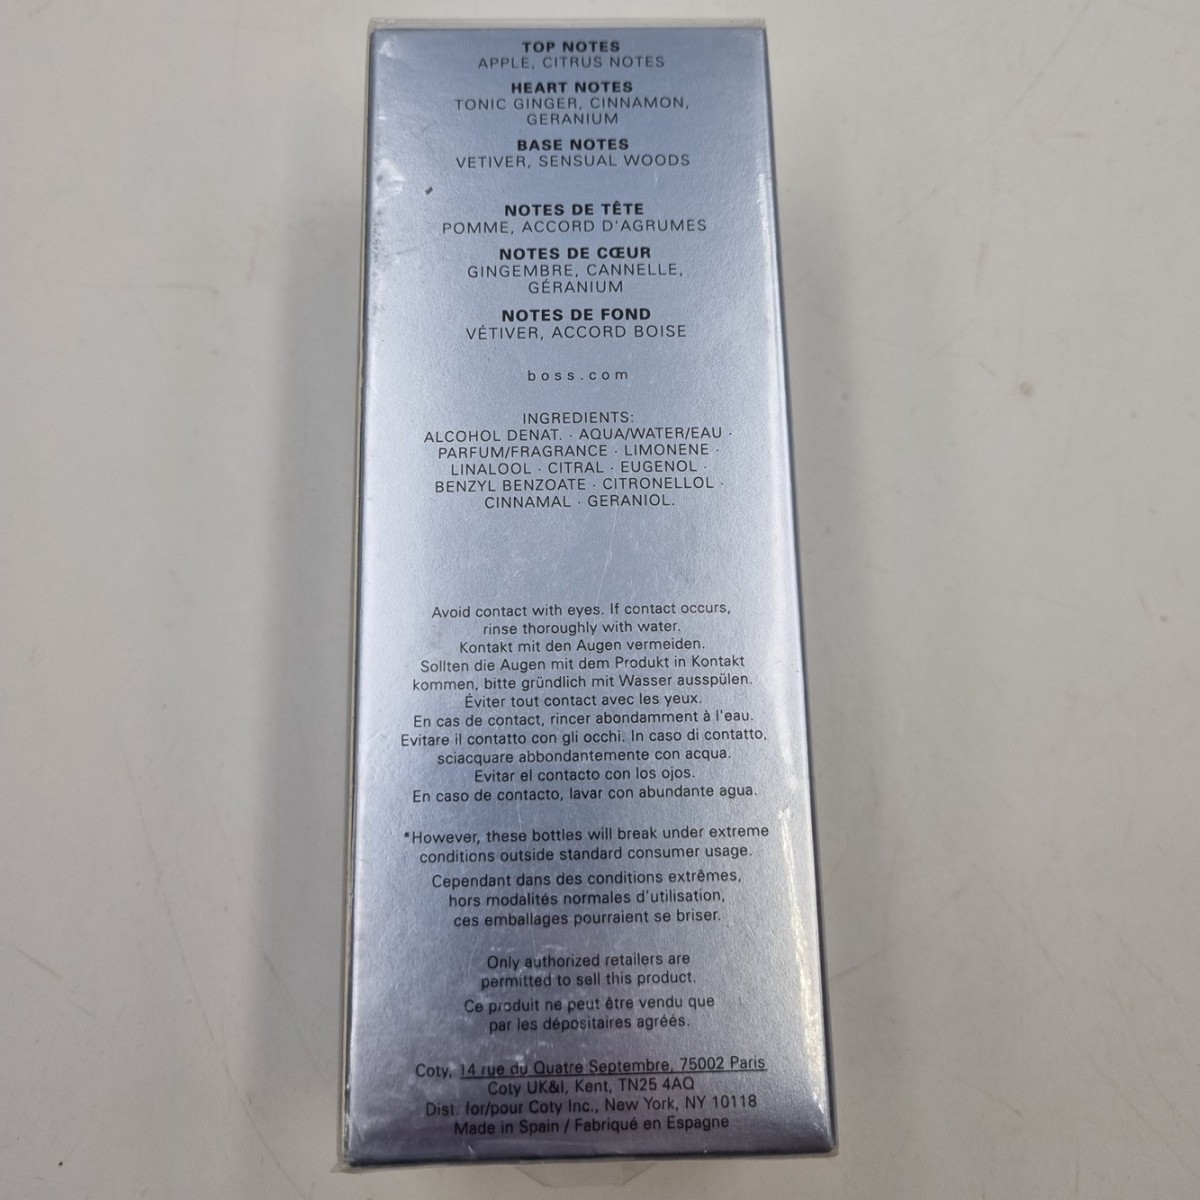 TOP NOTES
APPLE, CITRUS NOTES
HEART NOTES
TONIC GINGER, CINNAMON,
GERANIUM
BASE NOTES
VETIVER, SENSUAL WOODS
NOTES DE TÊTE
POMME, ACCORD D'AGRUMES
NOTES DE CŒUR
GINGEMBRE, CANNELLE,
GÉRANIUM
NOTES DE FOND
VÉTIVER, ACCORD BOISE
boss.com
INGREDIENTS:
ALCOHOL DENAT. · AQUA/WATER/EAU ·
PARFUM/FRAGRANCE · LIMONENE ·
LINALOOL · CITRAL · EUGENOL ·
BENZYL BENZOATE · CITRONELLOL ·
CINNAMAL · GERANIOL.
Avoid contact with eyes. If contact occurs,
rinse thoroughly with water.
Kontakt mit den Augen vermeiden.
Sollten die Augen mit dem Produkt in Kontakt
kommen, bitte gründlich mit Wasser ausspülen.
Éviter tout contact avec les yeux.
En cas de contact, rincer abondamment à l'eau.
Evitare il contatto con gli occhi. In caso di contatto,
sciacquare abbondantemente con acqua.
Evitar el contacto con los ojos.
En caso de contacto, lavar con abundante agua.
*However, these bottles will break under extreme
conditions outside standard consumer usage.
Cependant dans des conditions extrêmes,
hors modalités normales d'utilisation,
ces emballages pourraient se briser.
Only authorized retailers are
permitted to sell this product.
Ce produit ne peut être vendu que
par les dépositaires agréés.
Coty, 14 rue du Quatre Septembre, 75002 Paris
Coty UK&I, Kent, TN25 4AQ
Dist. for/pour Coty Inc., New York, NY 10118
Made in Spain / Fabriqué en Espagne